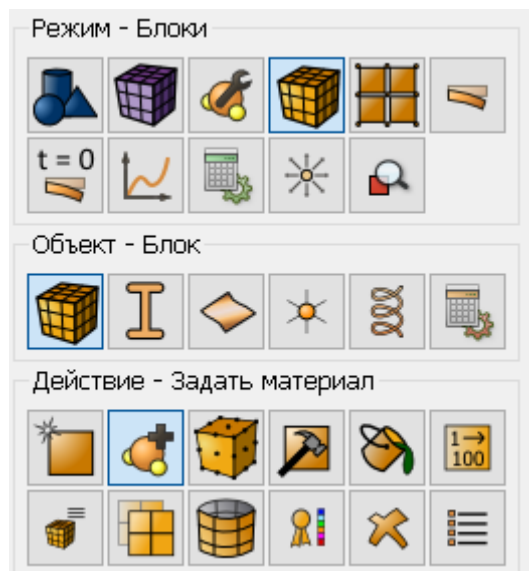 Режим - Блоки
t = 0
Объект - Блок
Действие - Задать материал
1→
100